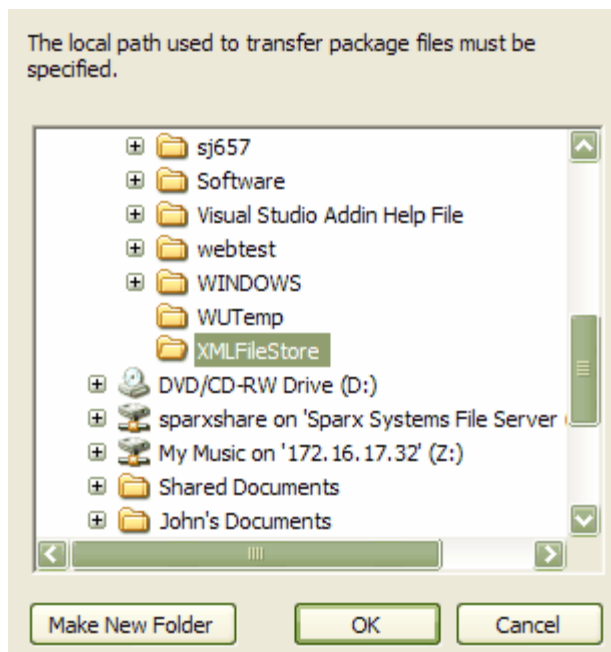 The local path used to transfer package files must be
specified.
sj657
Software
Visual Studio Addin Help File
webtest
WINDOWS
WUTemp
XMLFileStore
DVD/CD-RW Drive (D:)
sparxshare on 'Sparx Systems File Server (
My Music on '172.16.17.32' (Z:)
Shared Documents
John's Documents
Make New Folder
OK
Cancel